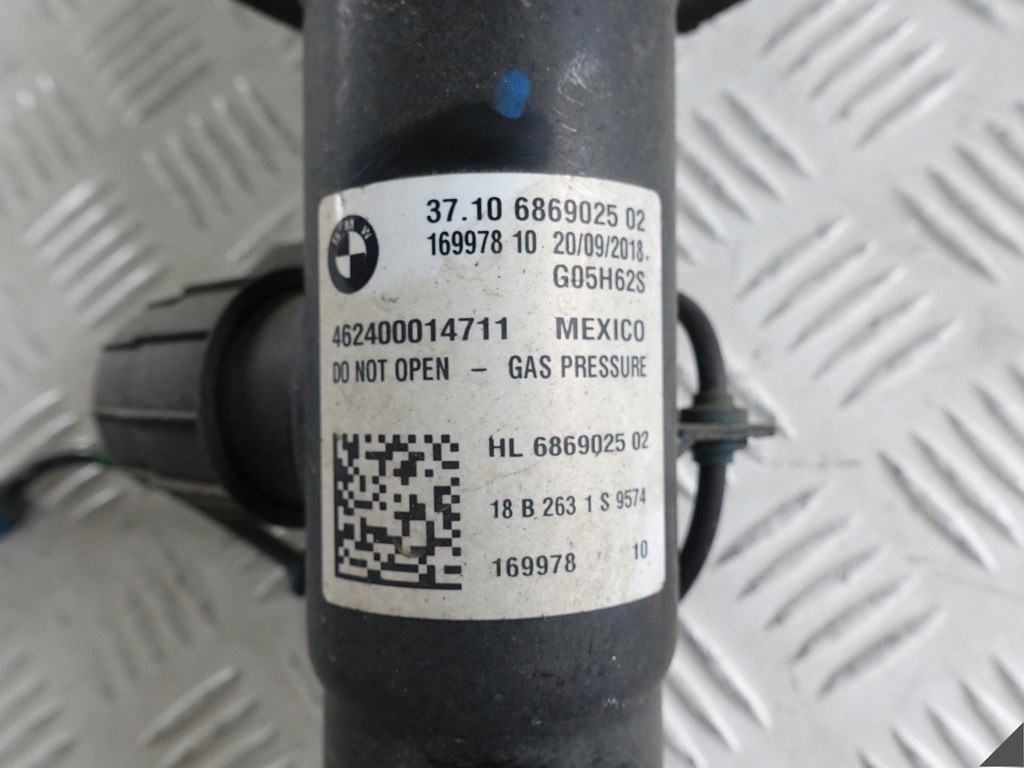 37.10 6869025 02
169978 10 20/09/2018.
G05H62S
462400014711 MEXICO
DO NOT OPEN - GAS PRESSURE
HL 6869025 02
18 B 263 1 S 9574
169978 10